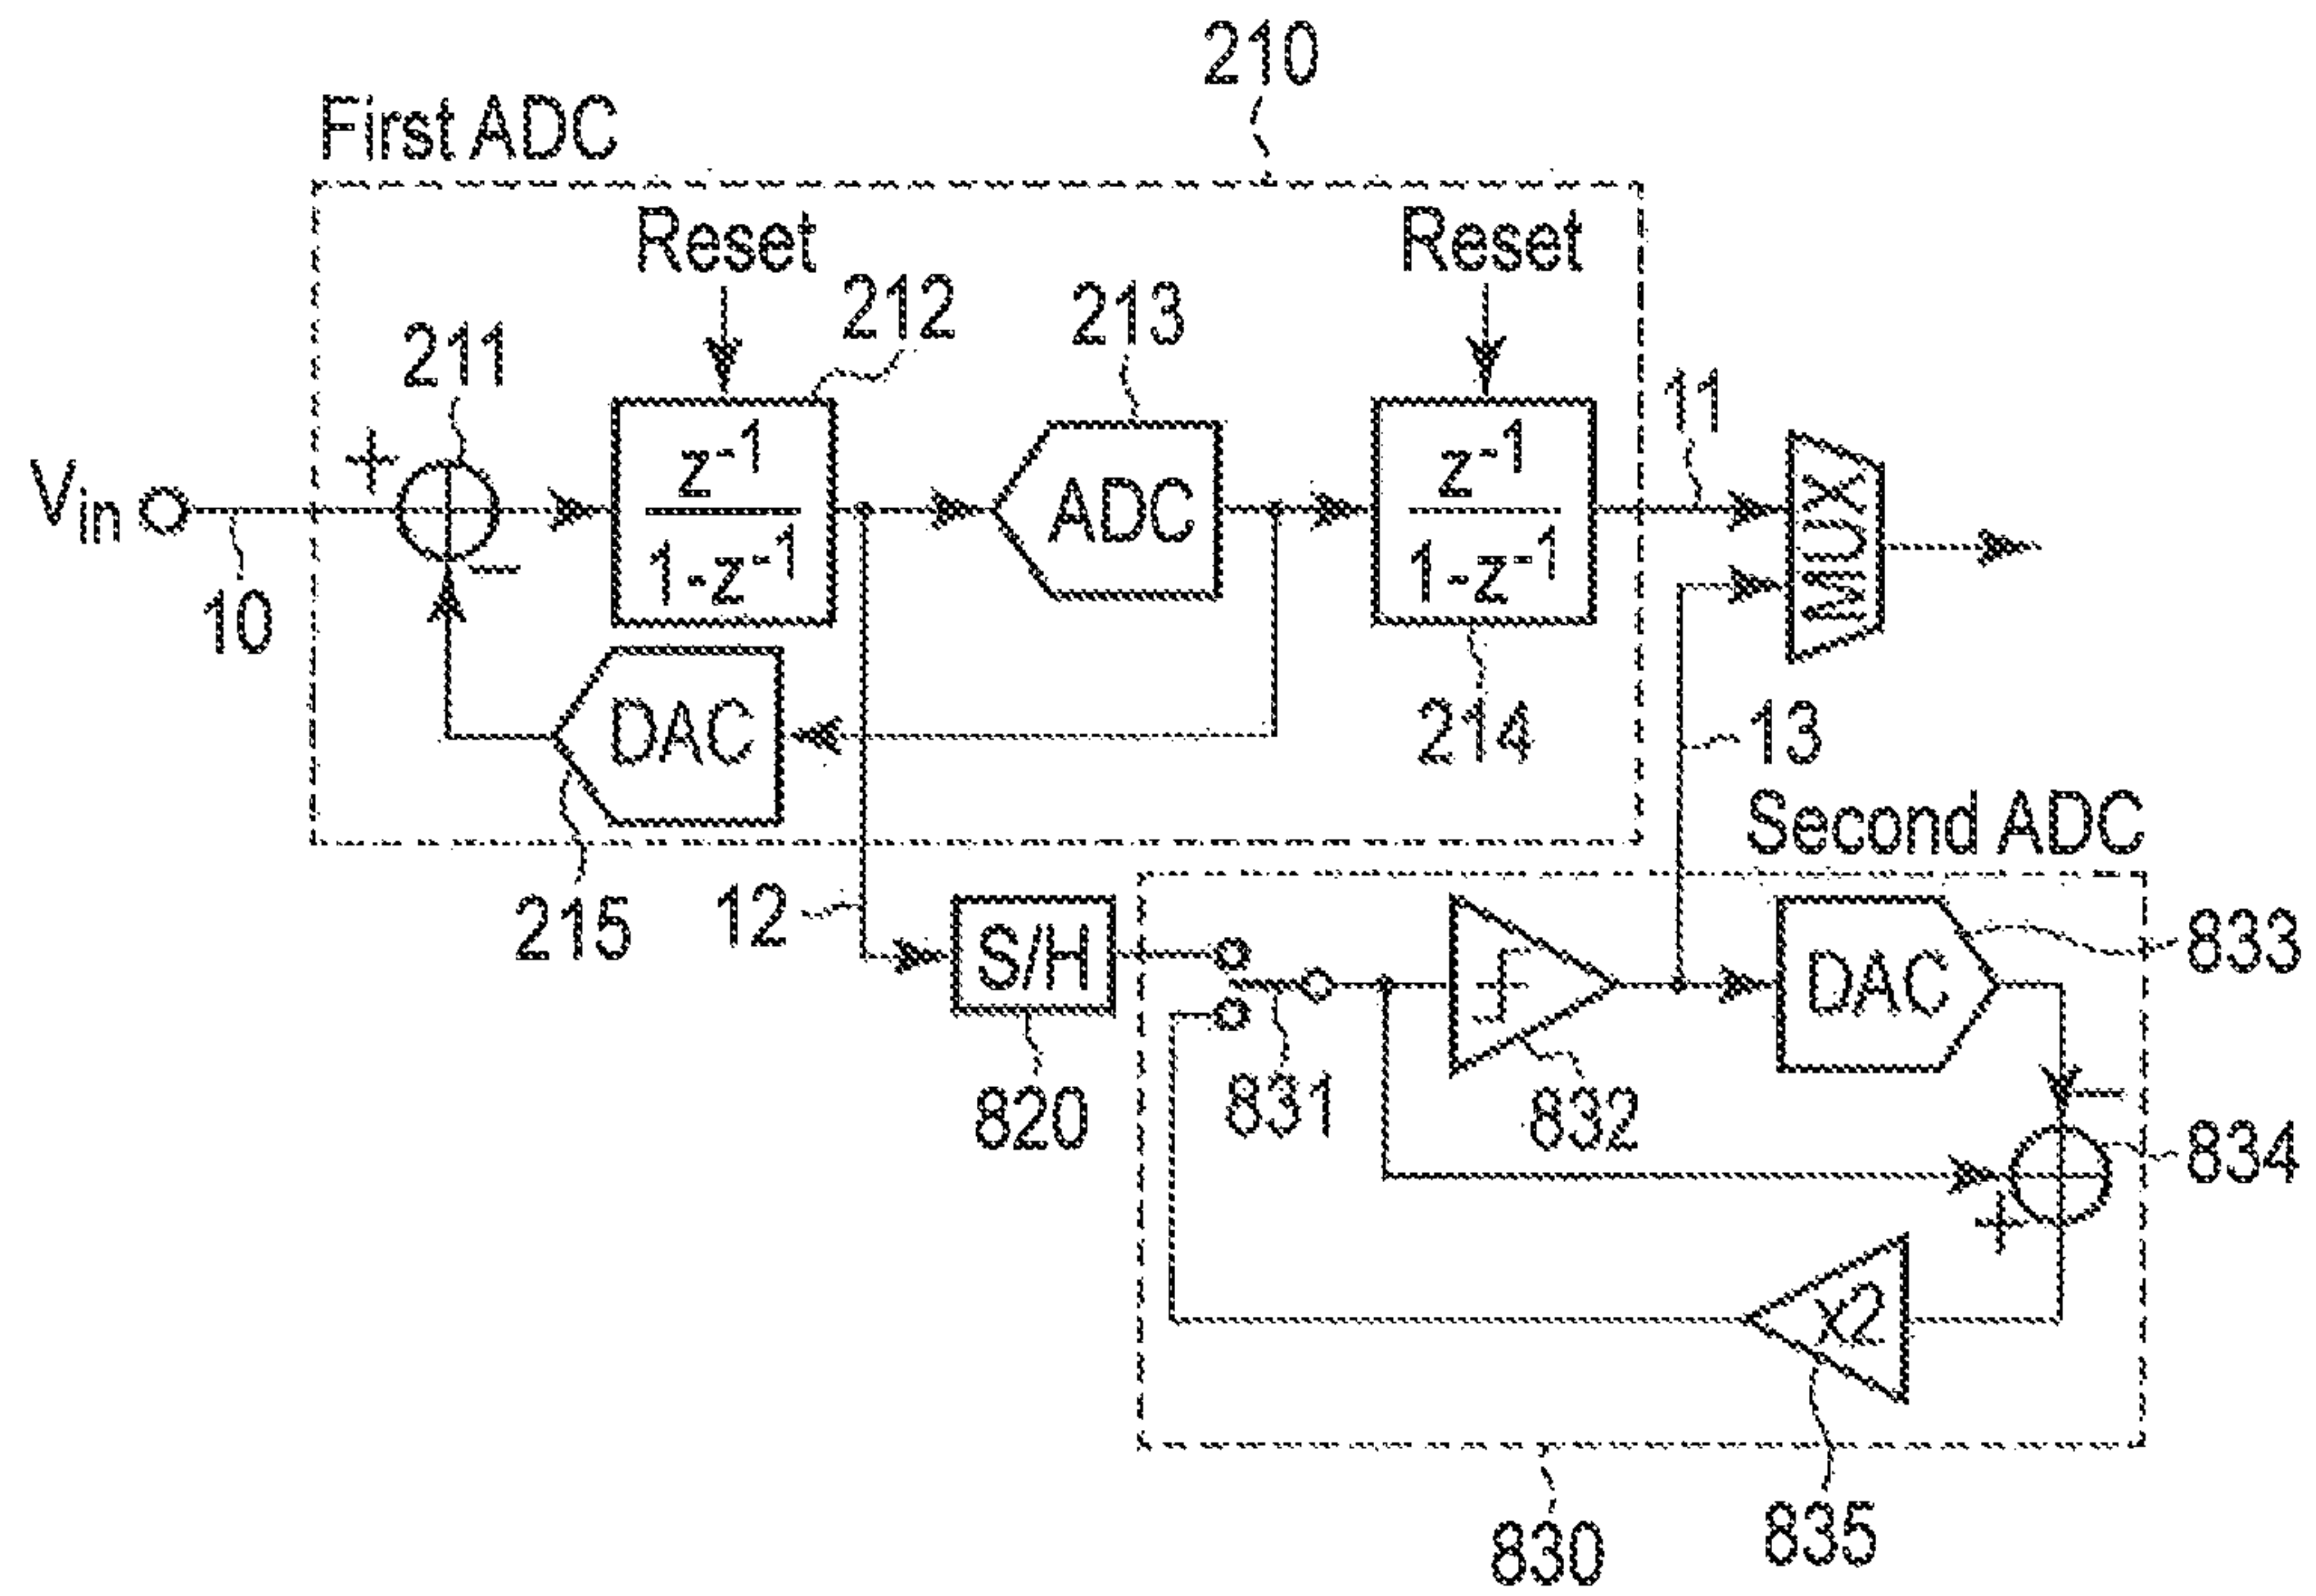 210
First ADC
Reset
Reset
212
213
211
11
+
Vin
z-1
1-z-1
ADC
z-1
1-z-1
MUX
−
10
DAC
214
13
215
12
Second ADC
S/H
DAC
833
820
831
832
−
834
+
x2
835
830